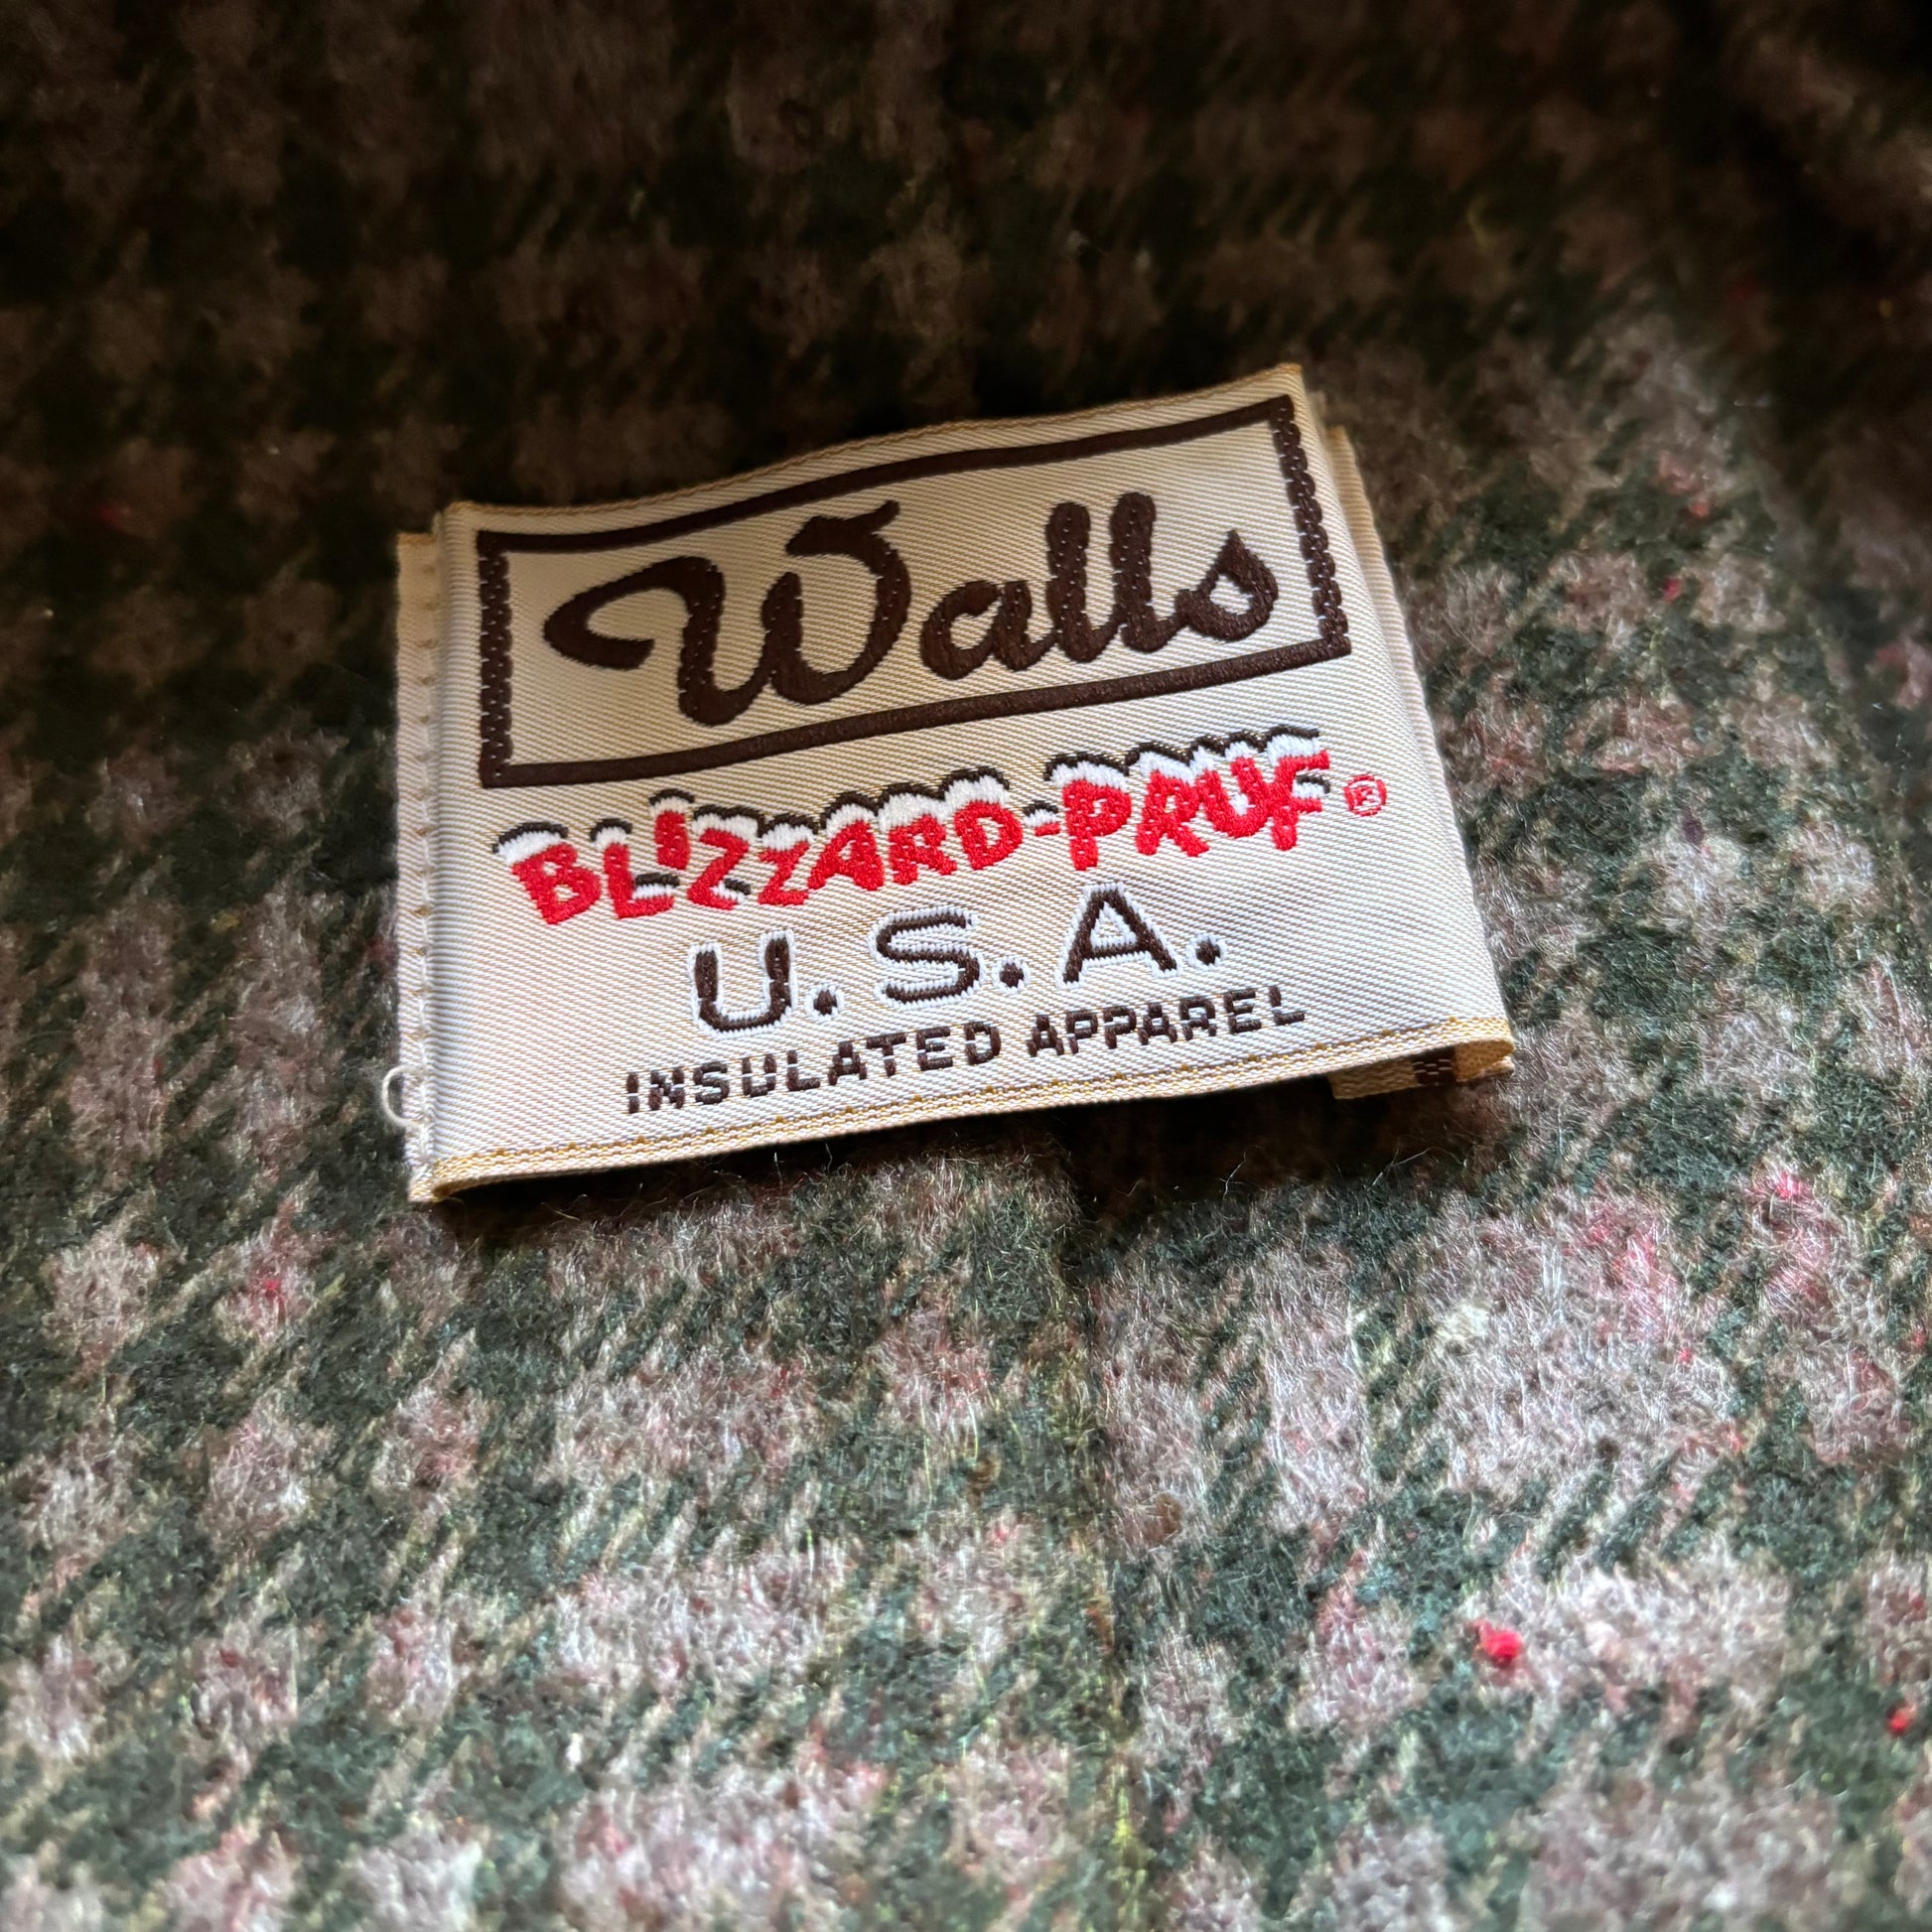 Walls
BLIZZARD-PRUF®
U.S.A.
INSULATED APPAREL